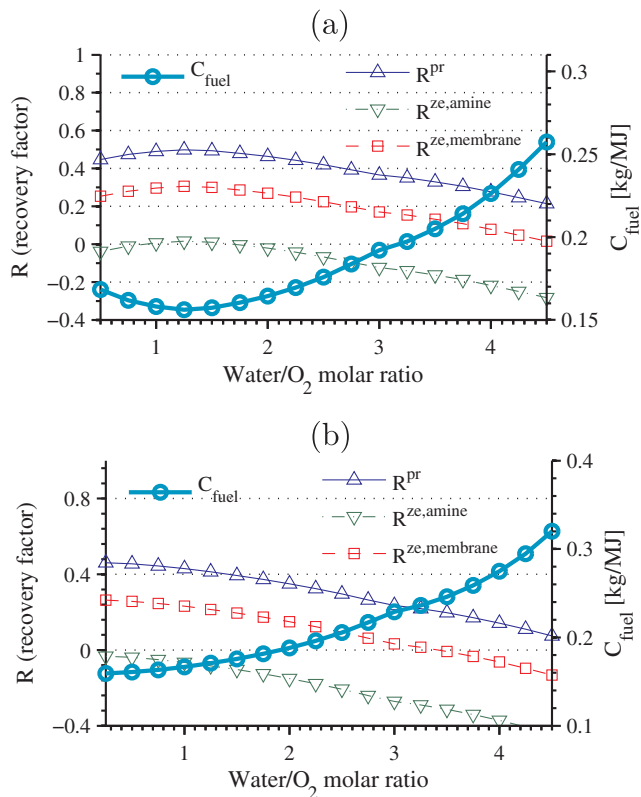 (a)
C_fuel
R^pr
R^ze,amine
R^ze,membrane
R (recovery factor)
1
0.8
0.6
0.4
0.2
0
−0.2
−0.4
0.3
0.25
0.2
0.15
C_fuel [kg/MJ]
1 2 3 4
Water/O_2 molar ratio
(b)
C_fuel
R^pr
R^ze,amine
R^ze,membrane
R (recovery factor)
0.8
0.4
0
−0.4
0.4
0.3
0.2
0.1
C_fuel [kg/MJ]
1 2 3 4
Water/O_2 molar ratio